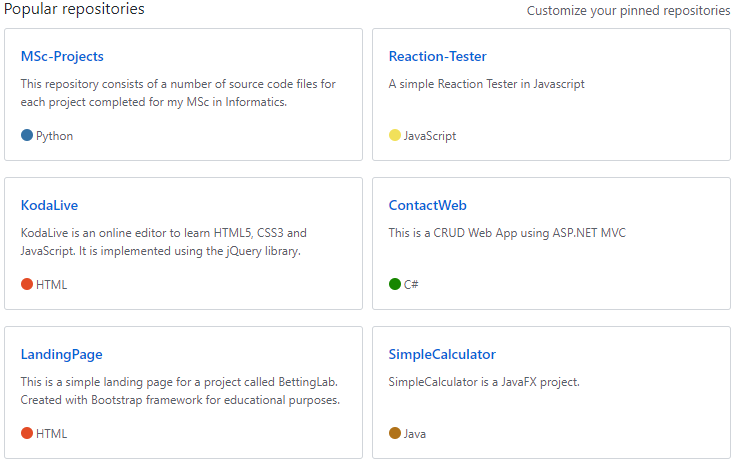 Popular repositories
Customize your pinned repositories
MSc-Projects
This repository consists of a number of source code files for
each project completed for my MSc in Informatics.
Python
Reaction-Tester
A simple Reaction Tester in Javascript
JavaScript
KodaLive
KodaLive is an online editor to learn HTML5, CSS3 and
JavaScript. It is implemented using the jQuery library.
HTML
ContactWeb
This is a CRUD Web App using ASP.NET MVC
C#
LandingPage
This is a simple landing page for a project called BettingLab.
Created with Bootstrap framework for educational purposes.
HTML
SimpleCalculator
SimpleCalculator is a JavaFX project.
Java